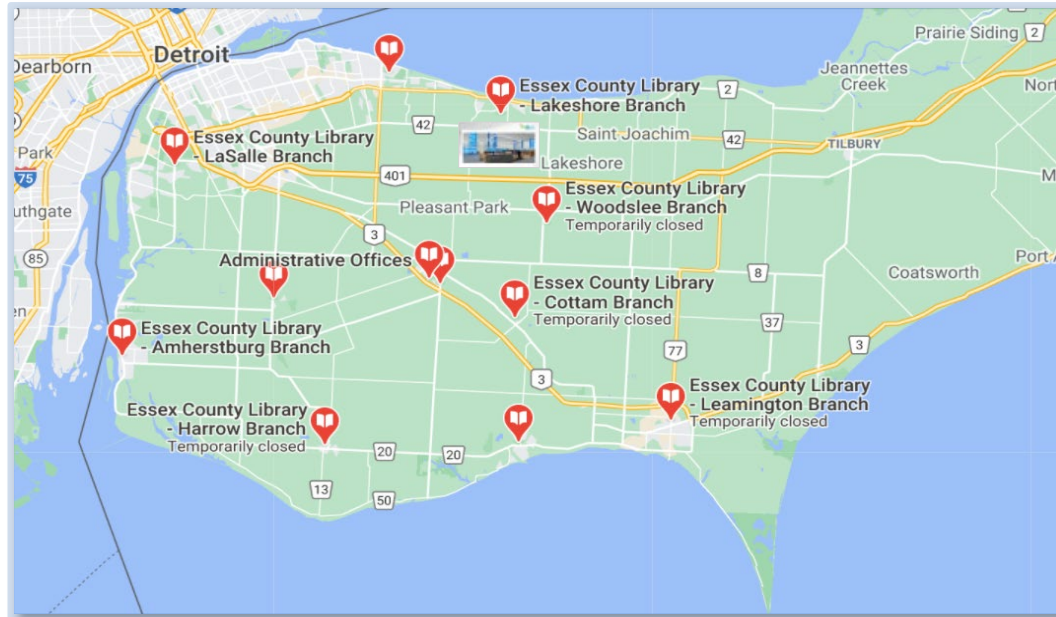 Detroit
Dearborn
Prairie Siding
2
Jeannettes
Creek
Essex County Library
- Lakeshore Branch
2
42
Saint Joachim
42
TILBURY
Essex County Library
- LaSalle Branch
Park
75
Lakeshore
401
Essex County Library
- Woodslee Branch
Temporarily closed
Pleasant Park
3
85
Administrative Offices
8
Coatsworth
Essex County Library
- Cottam Branch
Temporarily closed
37
Essex County Library
- Amherstburg Branch
77
3
3
Essex County Library
- Leamington Branch
Temporarily closed
Essex County Library
- Harrow Branch
Temporarily closed
20
20
13
50